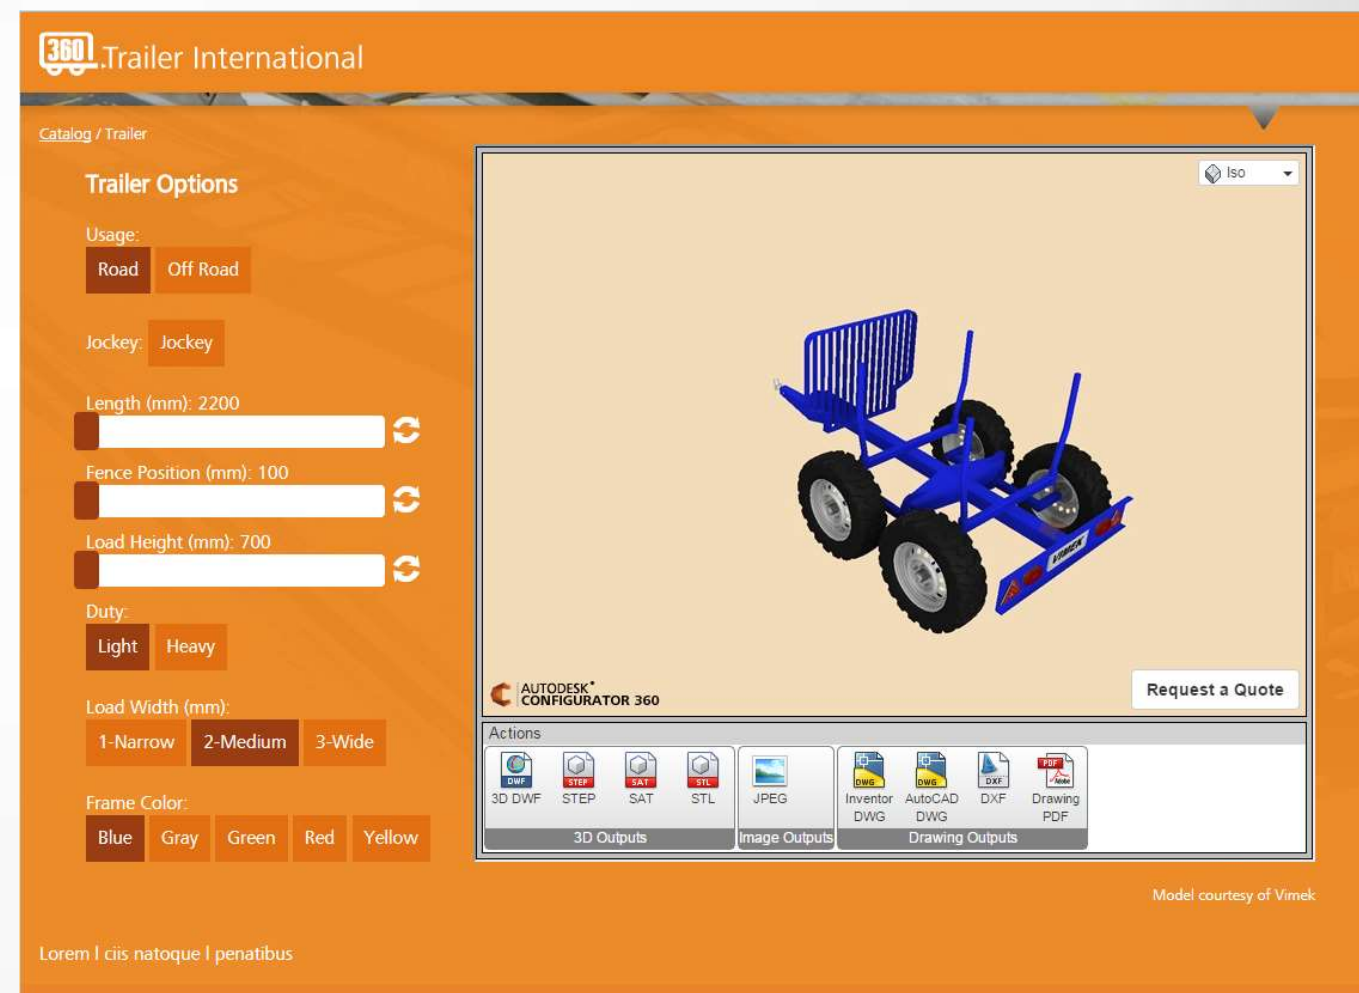 360 .Trailer International
Catalog / Trailer
Trailer Options
Usage:
Road Off Road
Jockey: Jockey
Length (mm): 2200
Fence Position (mm): 100
Load Height (mm): 700
Duty:
Light Heavy
Load Width (mm):
1-Narrow 2-Medium 3-Wide
Frame Color:
Blue Gray Green Red Yellow
Iso
VIMEK
AUTODESK®
CONFIGURATOR 360
Request a Quote
Actions
DWF STEP SAT STL DWG DWG DXF PDF Adobe
3D DWF STEP SAT STL JPEG Inventor DWG AutoCAD DWG DXF Drawing PDF
3D Outputs Image Outputs Drawing Outputs
Model courtesy of Vimek
Lorem l ciis natoque l penatibus